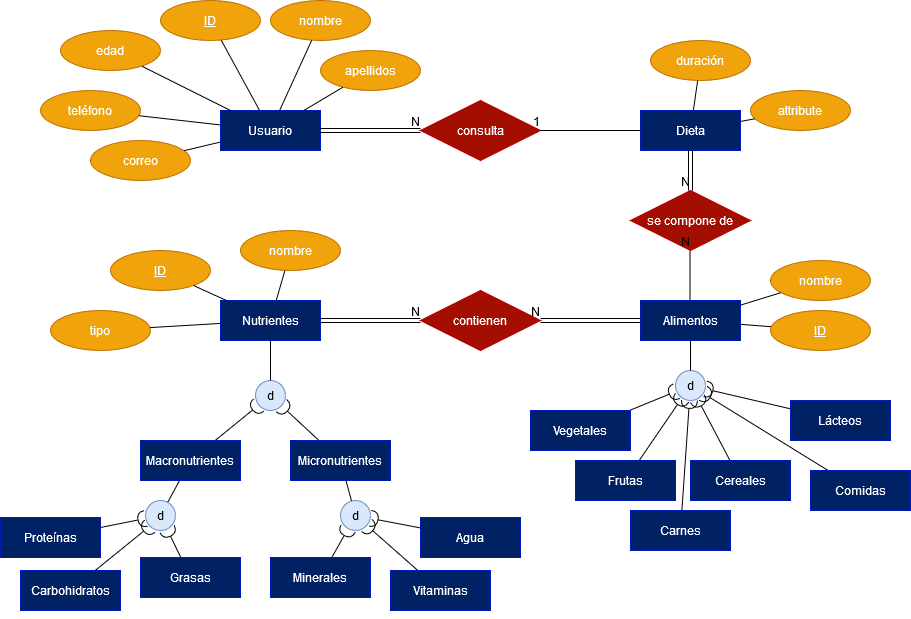 ID
nombre
edad
apellidos
duración
teléfono
attribute
Usuario
N
consulta
1
Dieta
correo
N
se compone de
N
nombre
ID
nombre
tipo
Nutrientes
N
contienen
N
Alimentos
ID
d
d
Vegetales
Lácteos
Macronutrientes
Micronutrientes
Frutas
Cereales
Comidas
d
d
Carnes
Proteínas
Agua
Carbohidratos
Grasas
Minerales
Vitaminas